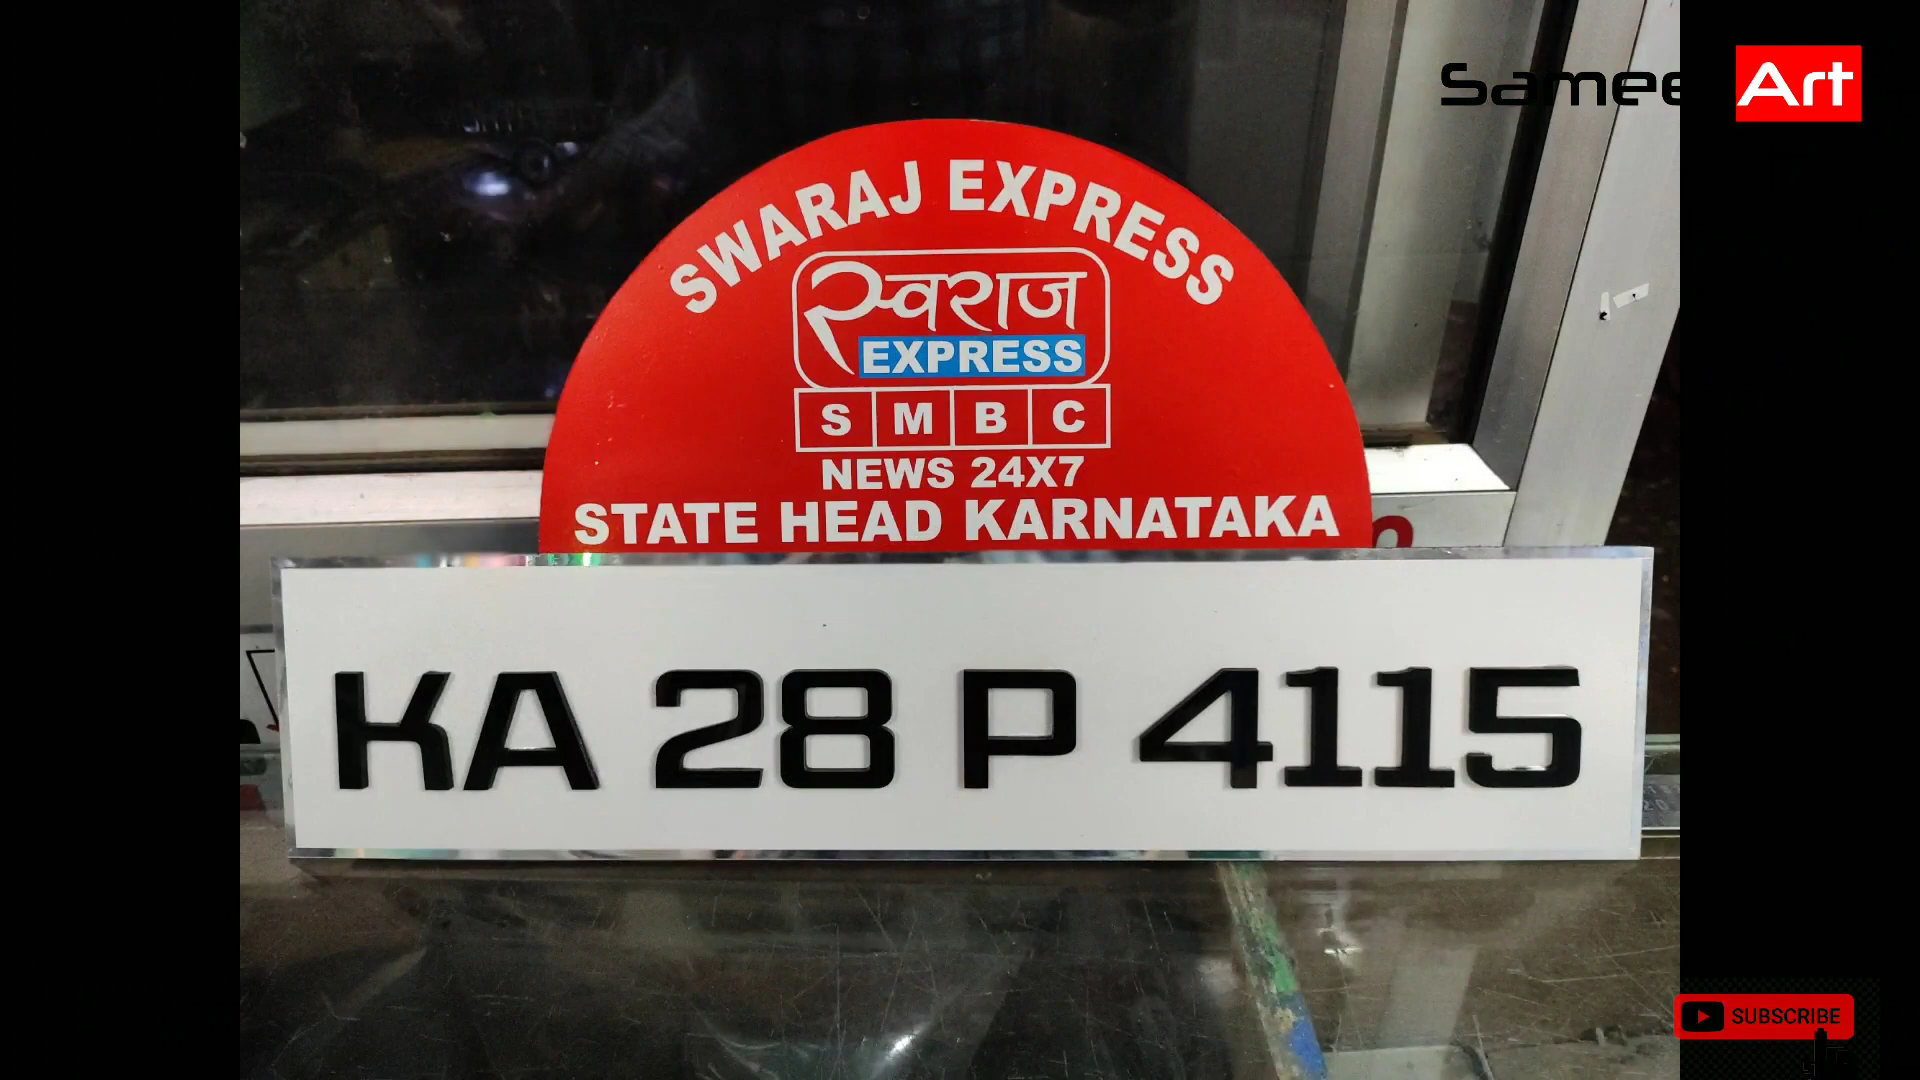 Samee Art
SWARAJ EXPRESS
स्वराज
EXPRESS
S M B C
NEWS 24X7
STATE HEAD KARNATAKA
KA 28 P 4115
SUBSCRIBE